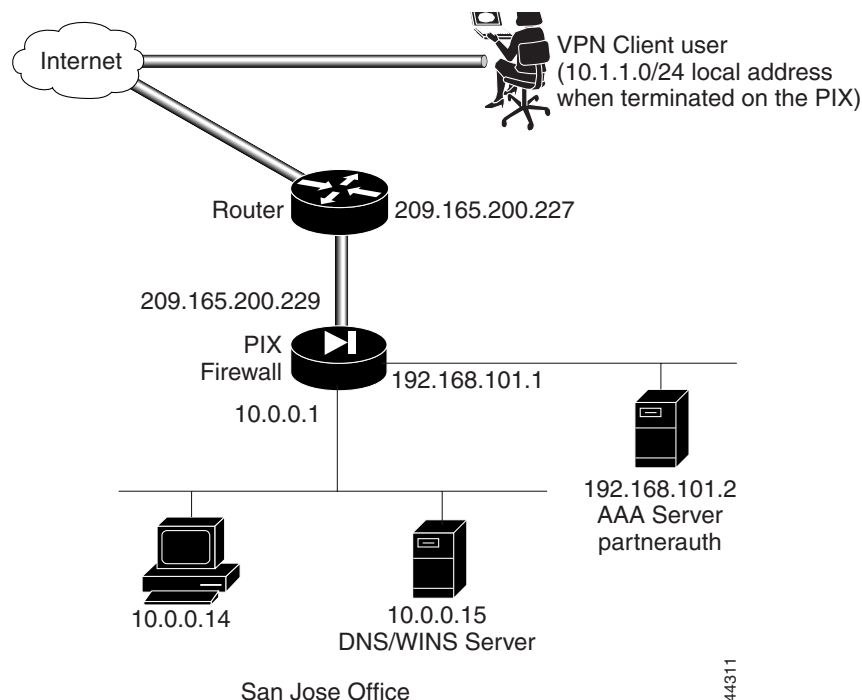 Internet
VPN Client user
(10.1.1.0/24 local address
when terminated on the PIX)
Router
209.165.200.227
209.165.200.229
PIX
Firewall
192.168.101.1
10.0.0.1
192.168.101.2
AAA Server
partnerauth
10.0.0.14
10.0.0.15
DNS/WINS Server
San Jose Office
44311